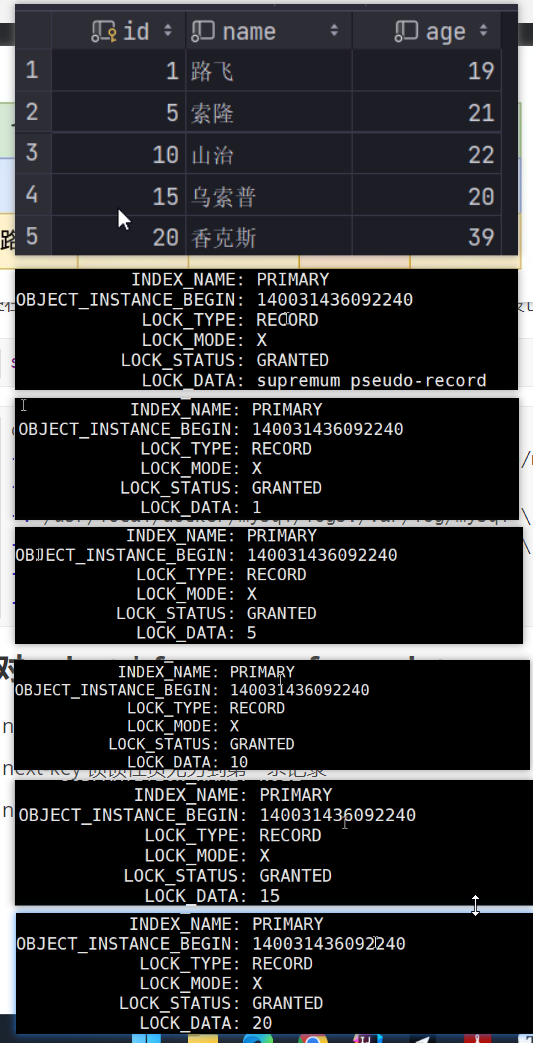 id name age
1 1 路飞 19
2 5 索隆 21
3 10 山治 22
4 15 乌索普 20
5 20 香克斯 39
INDEX_NAME: PRIMARY
OBJECT_INSTANCE_BEGIN: 140031436092240
LOCK_TYPE: RECORD
LOCK_MODE: X
LOCK_STATUS: GRANTED
LOCK_DATA: supremum pseudo-record
INDEX_NAME: PRIMARY
OBJECT_INSTANCE_BEGIN: 140031436092240
LOCK_TYPE: RECORD
LOCK_MODE: X
LOCK_STATUS: GRANTED
LOCK_DATA: 1
INDEX_NAME: PRIMARY
OBJECT_INSTANCE_BEGIN: 140031436092240
LOCK_TYPE: RECORD
LOCK_MODE: X
LOCK_STATUS: GRANTED
LOCK_DATA: 5
INDEX_NAME: PRIMARY
OBJECT_INSTANCE_BEGIN: 140031436092240
LOCK_TYPE: RECORD
LOCK_MODE: X
LOCK_STATUS: GRANTED
LOCK_DATA: 10
INDEX_NAME: PRIMARY
OBJECT_INSTANCE_BEGIN: 140031436092240
LOCK_TYPE: RECORD
LOCK_MODE: X
LOCK_STATUS: GRANTED
LOCK_DATA: 15
INDEX_NAME: PRIMARY
OBJECT_INSTANCE_BEGIN: 140031436092240
LOCK_TYPE: RECORD
LOCK_MODE: X
LOCK_STATUS: GRANTED
LOCK_DATA: 20